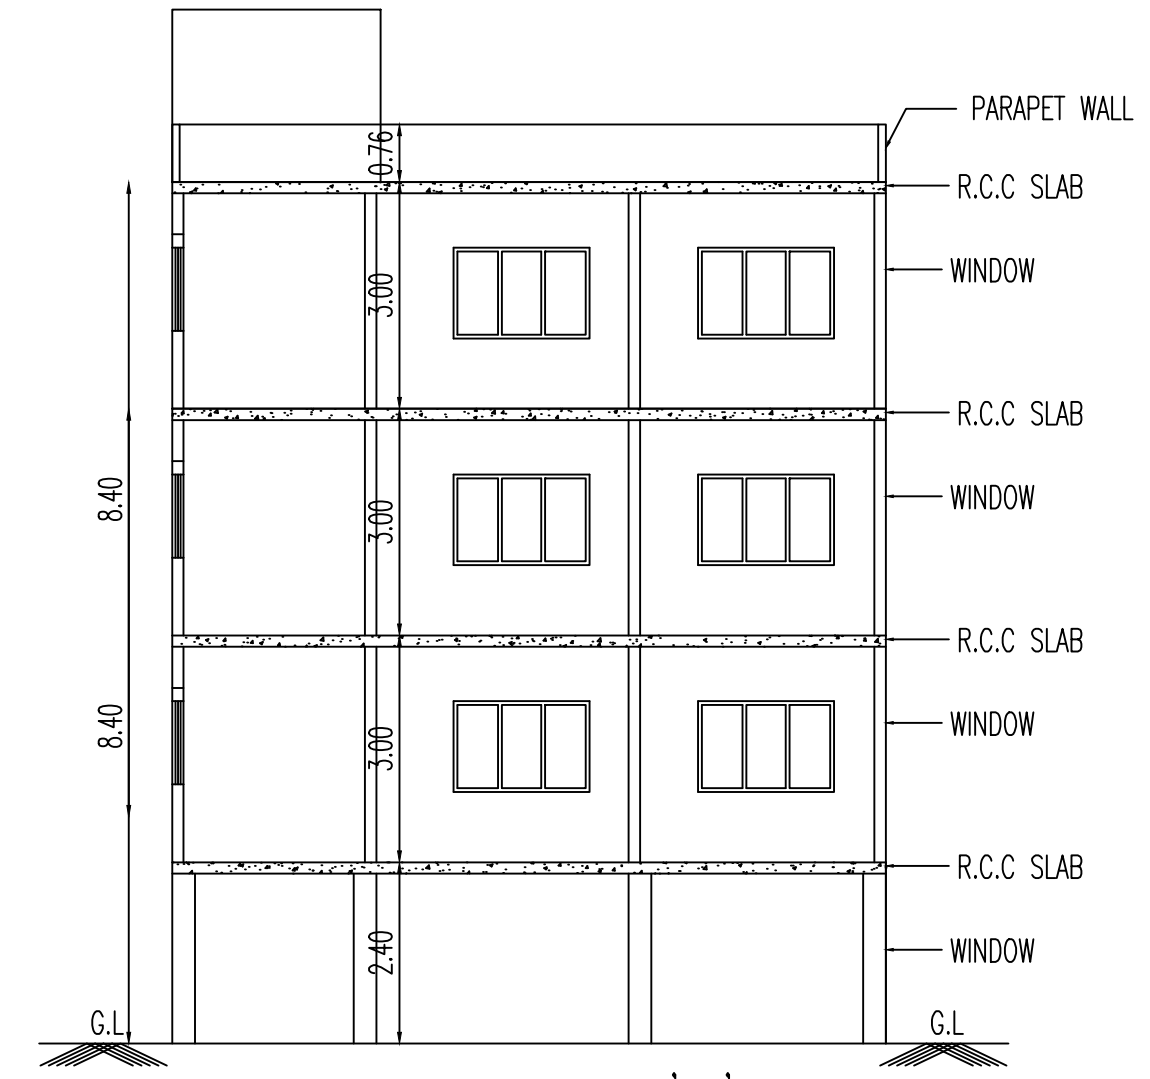 PARAPET WALL
0.76
R.C.C SLAB
WINDOW
3.00
R.C.C SLAB
8.40
WINDOW
3.00
R.C.C SLAB
8.40
WINDOW
3.00
R.C.C SLAB
WINDOW
2.40
G.L
G.L